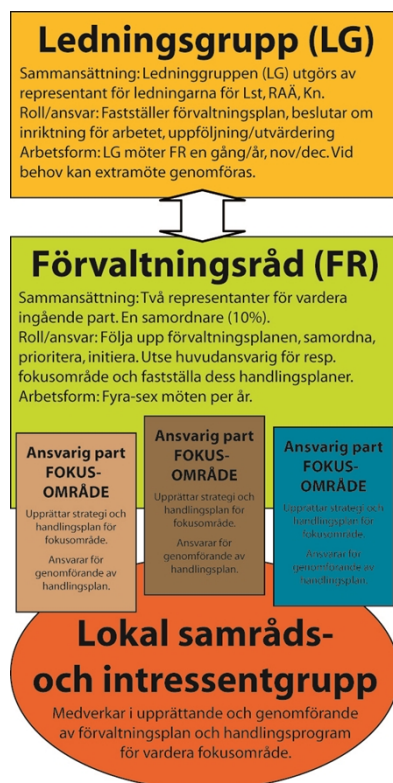 Ledningsgrupp (LG)
Sammansättning: Ledninggruppen (LG) utgörs av
representant för ledningarna för Lst, RAÄ, Kn.
Roll/ansvar: Fastställer förvaltningsplan, beslutar om
inriktning för arbetet, uppföljning/utvärdering
Arbetsform: LG möter FR en gång/år, nov/dec. Vid
behov kan extramöte genomföras.
Förvaltningsråd (FR)
Sammansättning: Två representanter för vardera
ingående part. En samordnare (10%).
Roll/ansvar: Följa upp förvaltningsplanen, samordna,
prioritera, initiera. Utse huvudansvarig för resp.
fokusområde och fastställa dess handlingsplaner.
Arbetsform: Fyra-sex möten per år.
Ansvarig part
FOKUS-
OMRÅDE
Upprättar strategi och
handlingsplan för
fokusområde.
Ansvarar för
genomförande av
handlingsplan.
Ansvarig part
FOKUS-
OMRÅDE
Upprättar strategi och
handlingsplan för
fokusområde.
Ansvarar för
genomförande av
handlingsplan.
Ansvarig part
FOKUS-
OMRÅDE
Upprättar strategi och
handlingsplan för
fokusområde.
Ansvarar för
genomförande av
handlingsplan.
Lokal samråds-
och intressentgrupp
Medverkar i upprättande och genomförande
av förvaltningsplan och handlingsprogram
för vardera fokusområde.